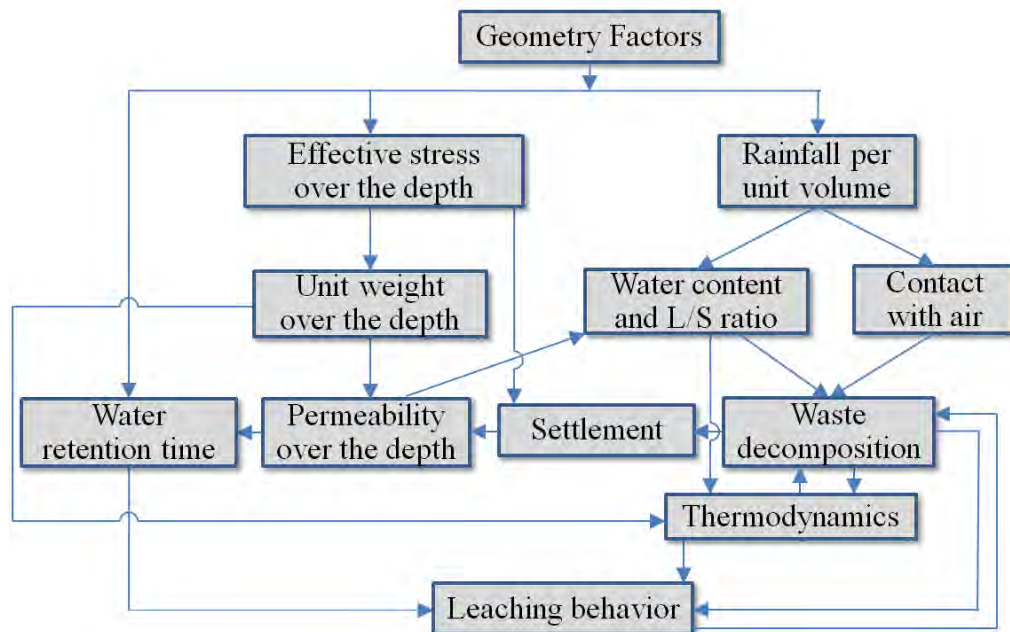 Geometry Factors
Effective stress
over the depth
Rainfall per
unit volume
Unit weight
over the depth
Water content
and L/S ratio
Contact
with air
Water
retention time
Permeability
over the depth
Settlement
Waste
decomposition
Thermodynamics
Leaching behavior